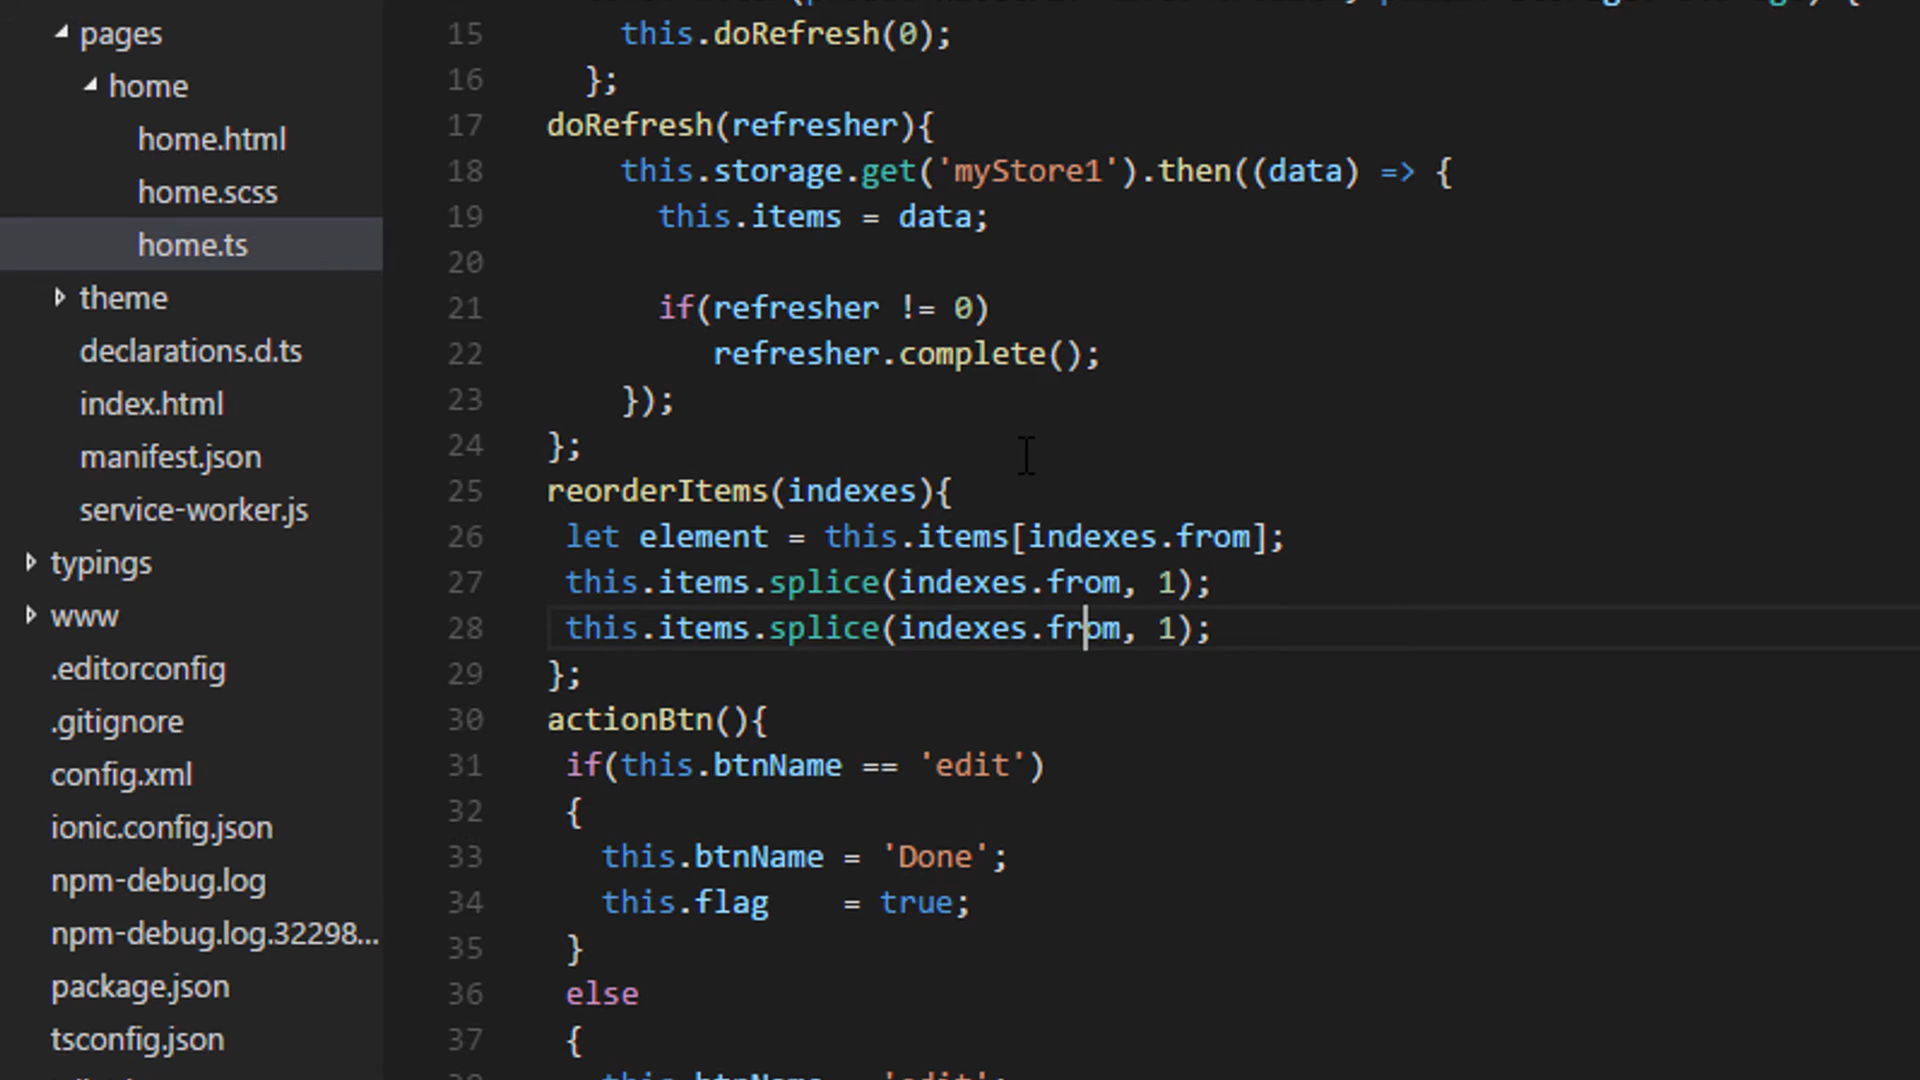 pages
home
home.html
home.scss
home.ts
theme
declarations.d.ts
index.html
manifest.json
service-worker.js
typings
www
.editorconfig
.gitignore
config.xml
ionic.config.json
npm-debug.log
npm-debug.log.32298...
package.json
tsconfig.json
15 this.doRefresh(0);
16 };
17 doRefresh(refresher){
18 this.storage.get('myStore1').then((data) => {
19 this.items = data;
20
21 if(refresher != 0)
22 refresher.complete();
23 });
24 };
25 reorderItems(indexes){
26 let element = this.items[indexes.from];
27 this.items.splice(indexes.from, 1);
28 this.items.splice(indexes.from, 1);
29 };
30 actionBtn(){
31 if(this.btnName == 'edit')
32 {
33 this.btnName = 'Done';
34 this.flag    = true;
35 }
36 else
37 {